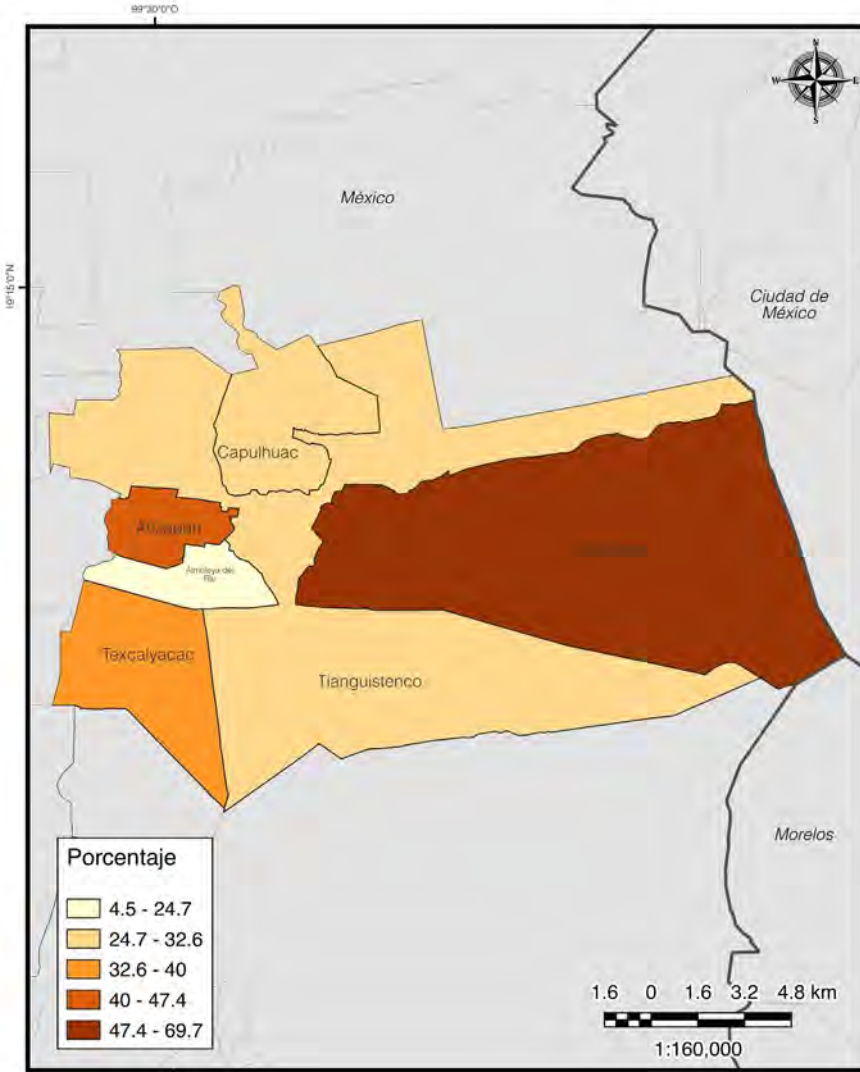 99°30'0"O
N
W
E
S
México
19°15'0"N
Ciudad de
México
Capulhuac
Almoloya del
Río
Texcalyacac
Tianguistenco
Morelos
Porcentaje
4.5 - 24.7
24.7 - 32.6
32.6 - 40
40 - 47.4
47.4 - 69.7
1.6 0 1.6 3.2 4.8 km
1:160,000